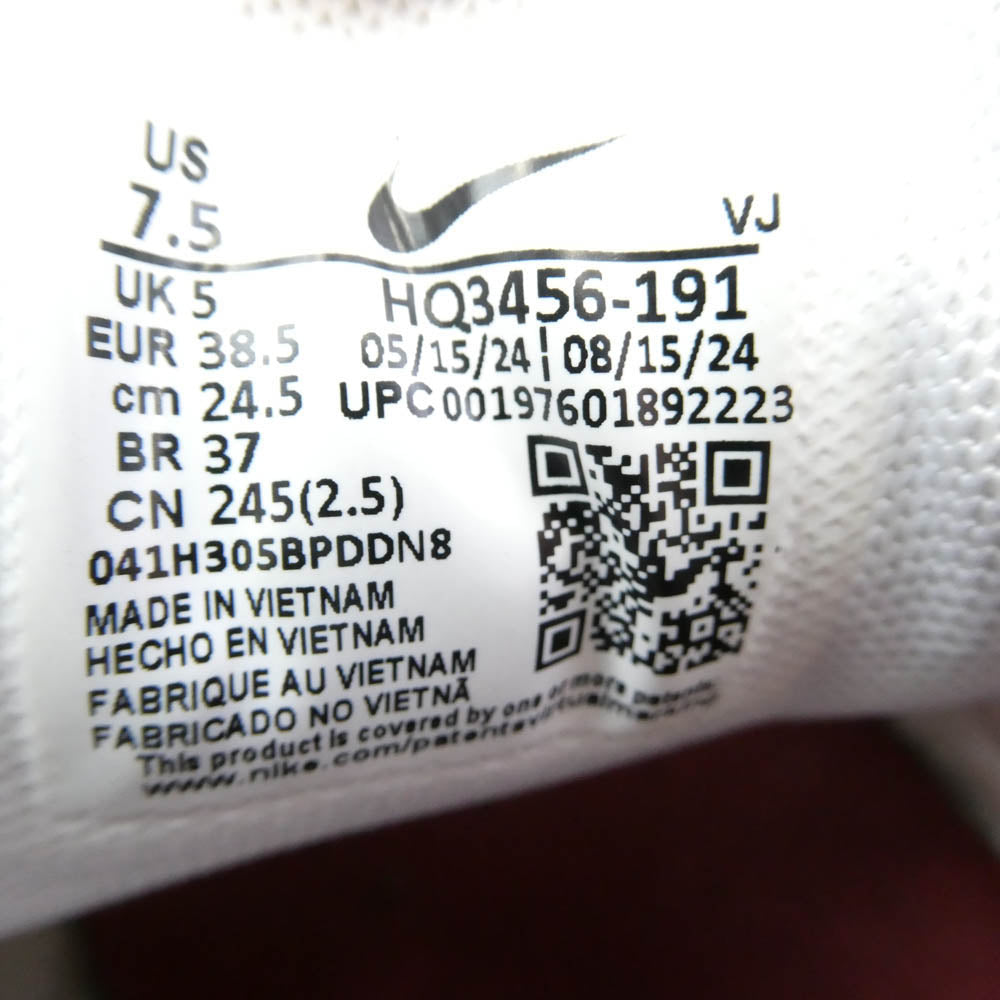 US
7.5
VJ
UK 5
HQ3456-191
EUR 38.5
05/15/24 | 08/15/24
cm 24.5
UPC 00197601892223
BR 37
CN 245(2.5)
041H305BPDDN8
MADE IN VIETNAM
HECHO EN VIETNAM
FABRIQUE AU VIETNAM
FABRICADO NO VIETNÃ
This product is covered by one or more patents.
www.nike.com/patentsvirtualmarking